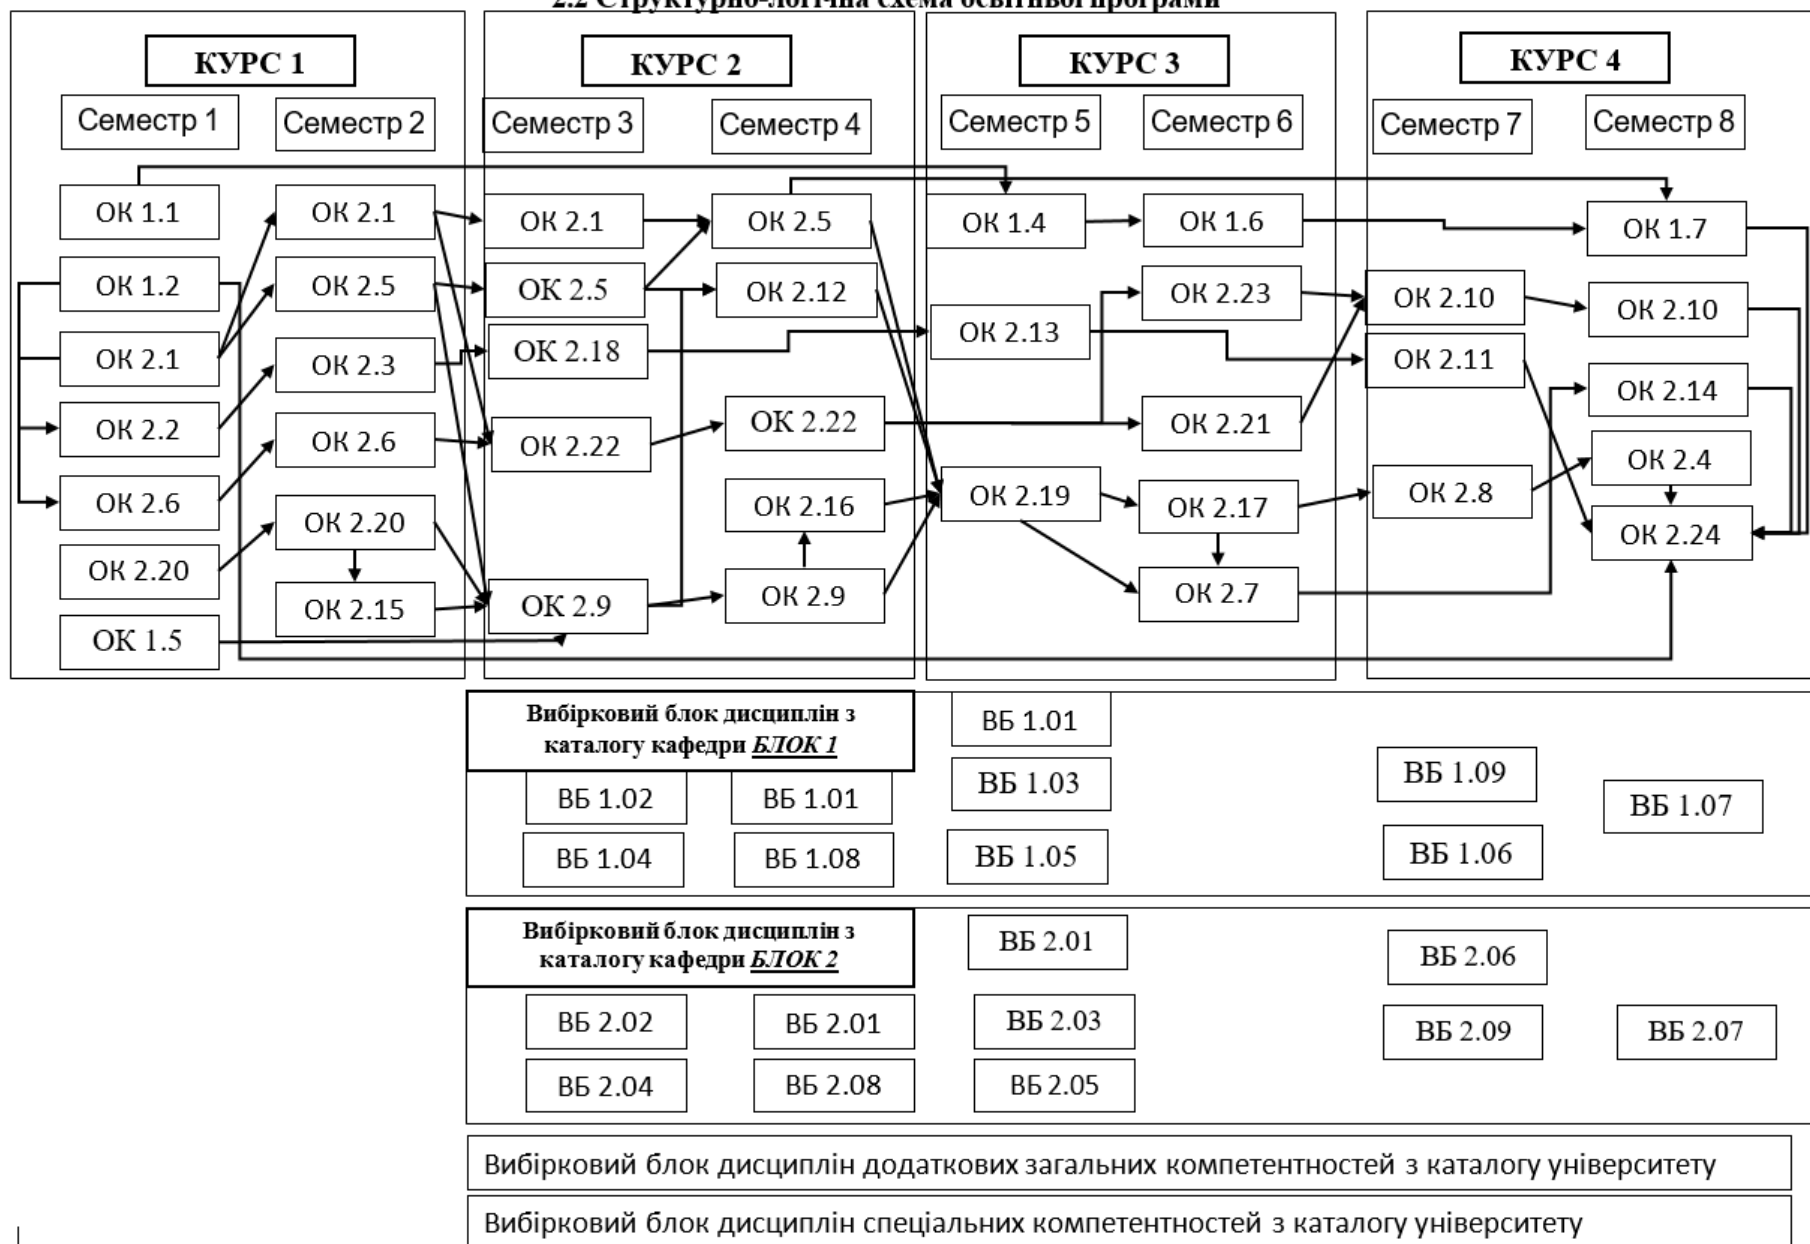 2.2 Структурно-логічна схема освітньої програми
КУРС 1
КУРС 2
КУРС 3
КУРС 4
Семестр 1
Семестр 2
Семестр 3
Семестр 4
Семестр 5
Семестр 6
Семестр 7
Семестр 8
ОК 1.1
ОК 1.2
ОК 2.1
ОК 2.2
ОК 2.6
ОК 2.20
ОК 1.5
ОК 2.1
ОК 2.5
ОК 2.3
ОК 2.6
ОК 2.20
ОК 2.15
ОК 2.1
ОК 2.5
ОК 2.18
ОК 2.22
ОК 2.9
ОК 2.5
ОК 2.12
ОК 2.22
ОК 2.16
ОК 2.9
ОК 1.4
ОК 2.13
ОК 2.19
ОК 1.6
ОК 2.23
ОК 2.21
ОК 2.17
ОК 2.7
ОК 2.10
ОК 2.11
ОК 2.8
ОК 1.7
ОК 2.10
ОК 2.14
ОК 2.4
ОК 2.24
Вибірковий блок дисциплін з
каталогу кафедри БЛОК 1
ВБ 1.02
ВБ 1.04
ВБ 1.01
ВБ 1.08
ВБ 1.01
ВБ 1.03
ВБ 1.05
ВБ 1.09
ВБ 1.06
ВБ 1.07
Вибірковий блок дисциплін з
каталогу кафедри БЛОК 2
ВБ 2.02
ВБ 2.04
ВБ 2.01
ВБ 2.08
ВБ 2.01
ВБ 2.03
ВБ 2.05
ВБ 2.06
ВБ 2.09
ВБ 2.07
Вибірковий блок дисциплін додаткових загальних компетентностей з каталогу університету
Вибірковий блок дисциплін спеціальних компетентностей з каталогу університету